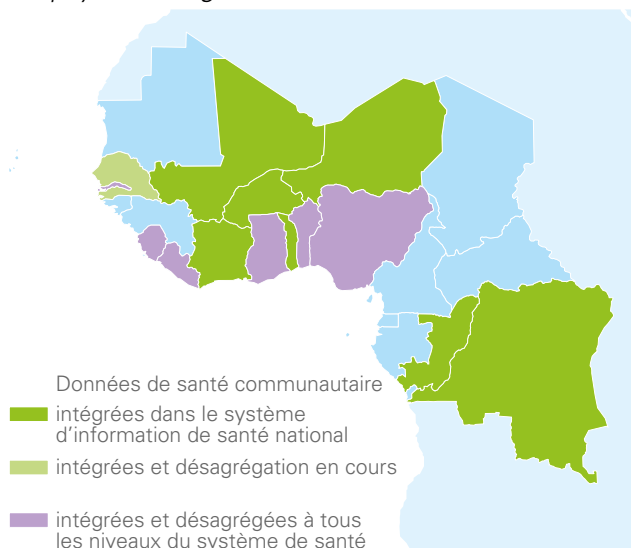 Données de santé communautaire
intégrées dans le système
d'information de santé national
intégrées et désagrégation en cours
intégrées et désagrégées à tous
les niveaux du système de santé